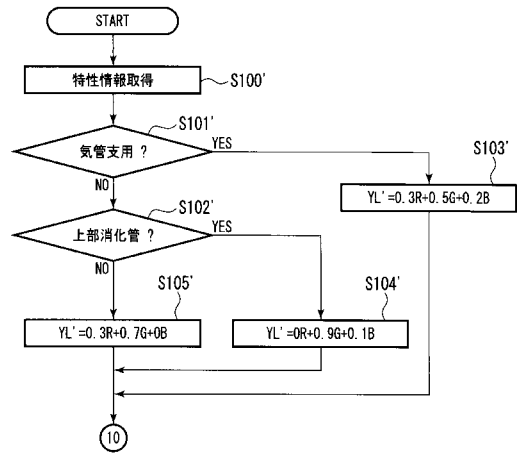 START
特性情報取得
S100'
気管支用 ?
S101'
YES
NO
S103'
YL'=0.3R+0.5G+0.2B
上部消化管 ?
S102'
YES
NO
S105'
YL'=0.3R+0.7G+0B
S104'
YL'=0R+0.9G+0.1B
10